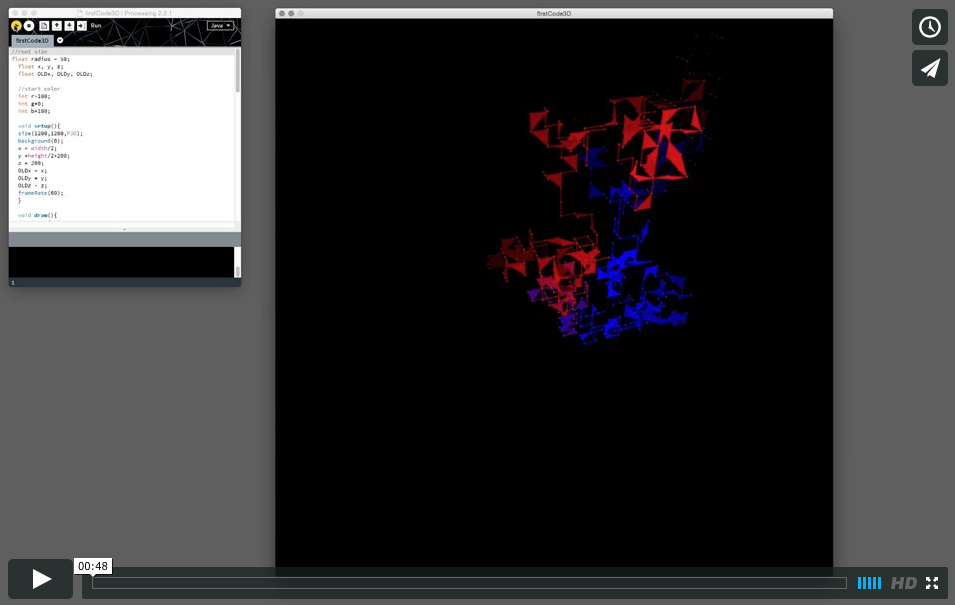 firstCode3D | Processing 2.2.1
Run
Java
firstCode3D
//root size
float radius = 50;
float x, y, z;
float OLDx, OLDy, OLDz;
//start color
int r=100;
int g=0;
int b=100;
void setup(){
size(1200,1200,P3D);
background(0);
x = width/2;
y =height/2+200;
z = 200;
OLDx = x;
OLDy = y;
OLDz = z;
frameRate(60);
}
void draw(){
1
firstCode3D
00:48
HD